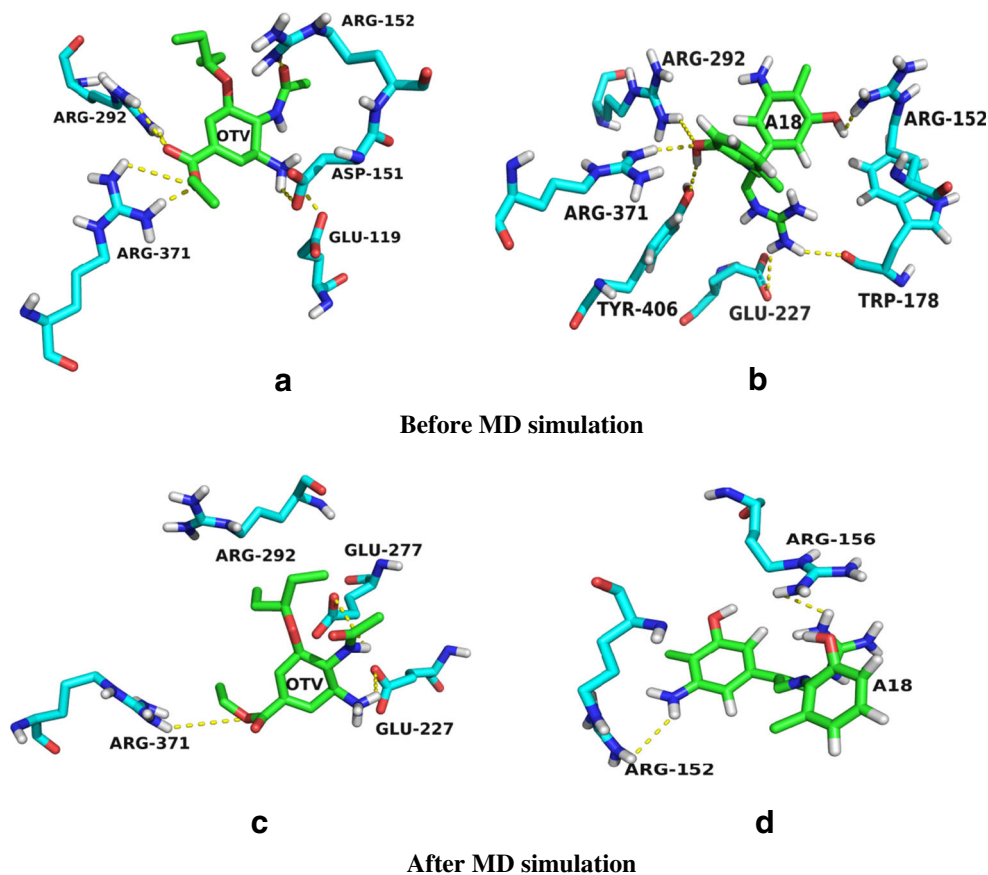 ARG-152
ARG-292
OTV
ASP-151
GLU-119
ARG-371
a
ARG-292
A18
ARG-152
ARG-371
TYR-406
GLU-227
TRP-178
b
Before MD simulation
ARG-292
GLU-277
OTV
ARG-371
GLU-227
c
ARG-156
A18
ARG-152
d
After MD simulation